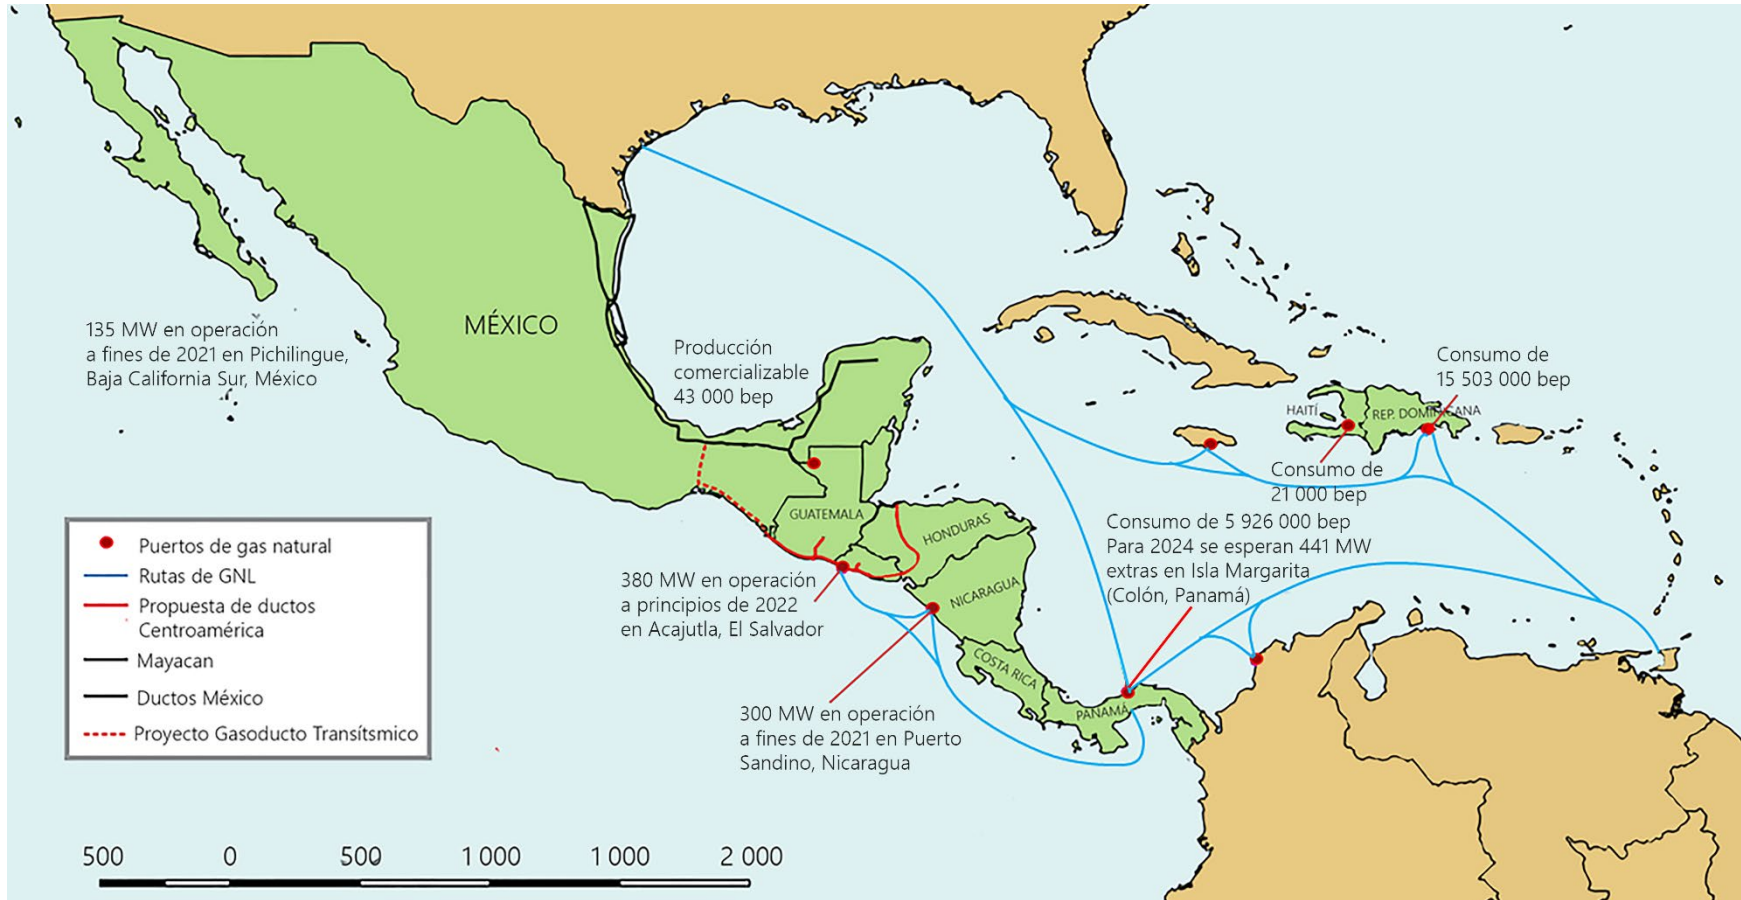 MÉXICO
135 MW en operación
a fines de 2021 en Pichilingue,
Baja California Sur, México
Producción
comercializable
43 000 bep
Consumo de
15 503 000 bep
HAITÍ
REP. DOMINICANA
Consumo de
21 000 bep
GUATEMALA
HONDURAS
NICARAGUA
COSTA RICA
PANAMÁ
Consumo de 5 926 000 bep
Para 2024 se esperan 441 MW
extras en Isla Margarita
(Colón, Panamá)
380 MW en operación
a principios de 2022
en Acajutla, El Salvador
300 MW en operación
a fines de 2021 en Puerto
Sandino, Nicaragua
Puertos de gas natural
Rutas de GNL
Propuesta de ductos
Centroamérica
Mayacan
Ductos México
Proyecto Gasoducto Transítsmico
500 0 500 1 000 1 000 2 000